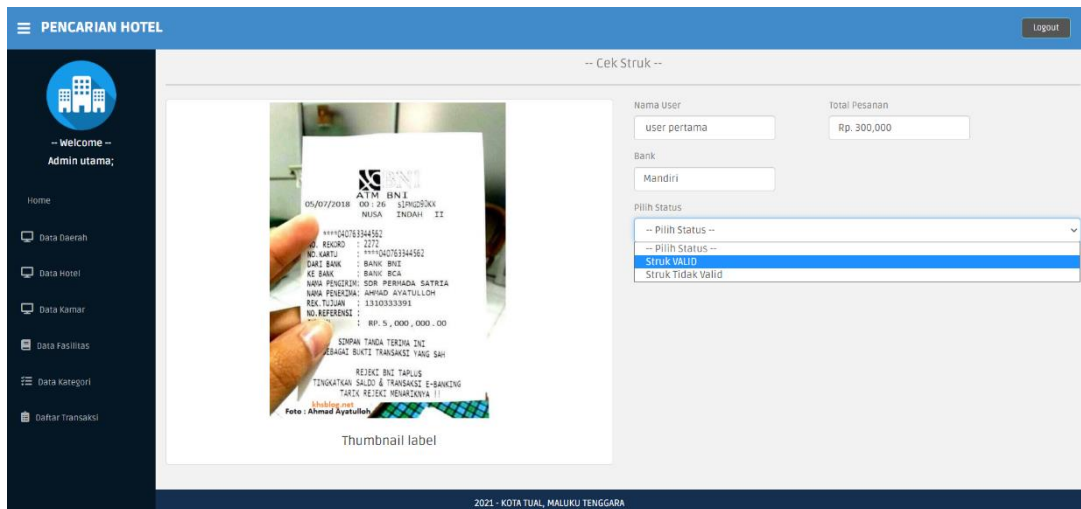 PENCARIAN HOTEL
Logout
-- Welcome --
Admin utama;
Home
Data Daerah
Data Hotel
Data Kamar
Data Fasilitas
Data Kategori
Daftar Transaksi
-- Cek Struk --
BNI
ATM BNI
05/07/2018 00:26
NUSA INDAH II
****040763344562
NO. REKORD : 2272
NO.KARTU : ****040763344562
DARI BANK : BANK BNI
KE BANK : BANK BCA
NAMA PENGIRIM: SDR PERMADA SATRIA
NAMA PENERIMA: AHMAD AYATULLOH
REK.TUJUAN : 1310333391
NO.REFERENSI :
: RP.5,000,000.00
SIMPAN TANDA TERIMA INI
SEBAGAI BUKTI TRANSAKSI YANG SAH
REJEKI BNI TAPLUS
TINGKATKAN SALDO & TRANSAKSI E-BANKING
TARIK REJEKI MENARIKNYA !!
khsblog.net
Foto : Ahmad Ayatulloh
Thumbnail label
Nama User
user pertama
Total Pesanan
Rp. 300,000
Bank
Mandiri
Pilih Status
-- Pilih Status --
-- Pilih Status --
Struk VALID
Struk Tidak Valid
2021 - KOTA TUAL, MALUKU TENGGARA